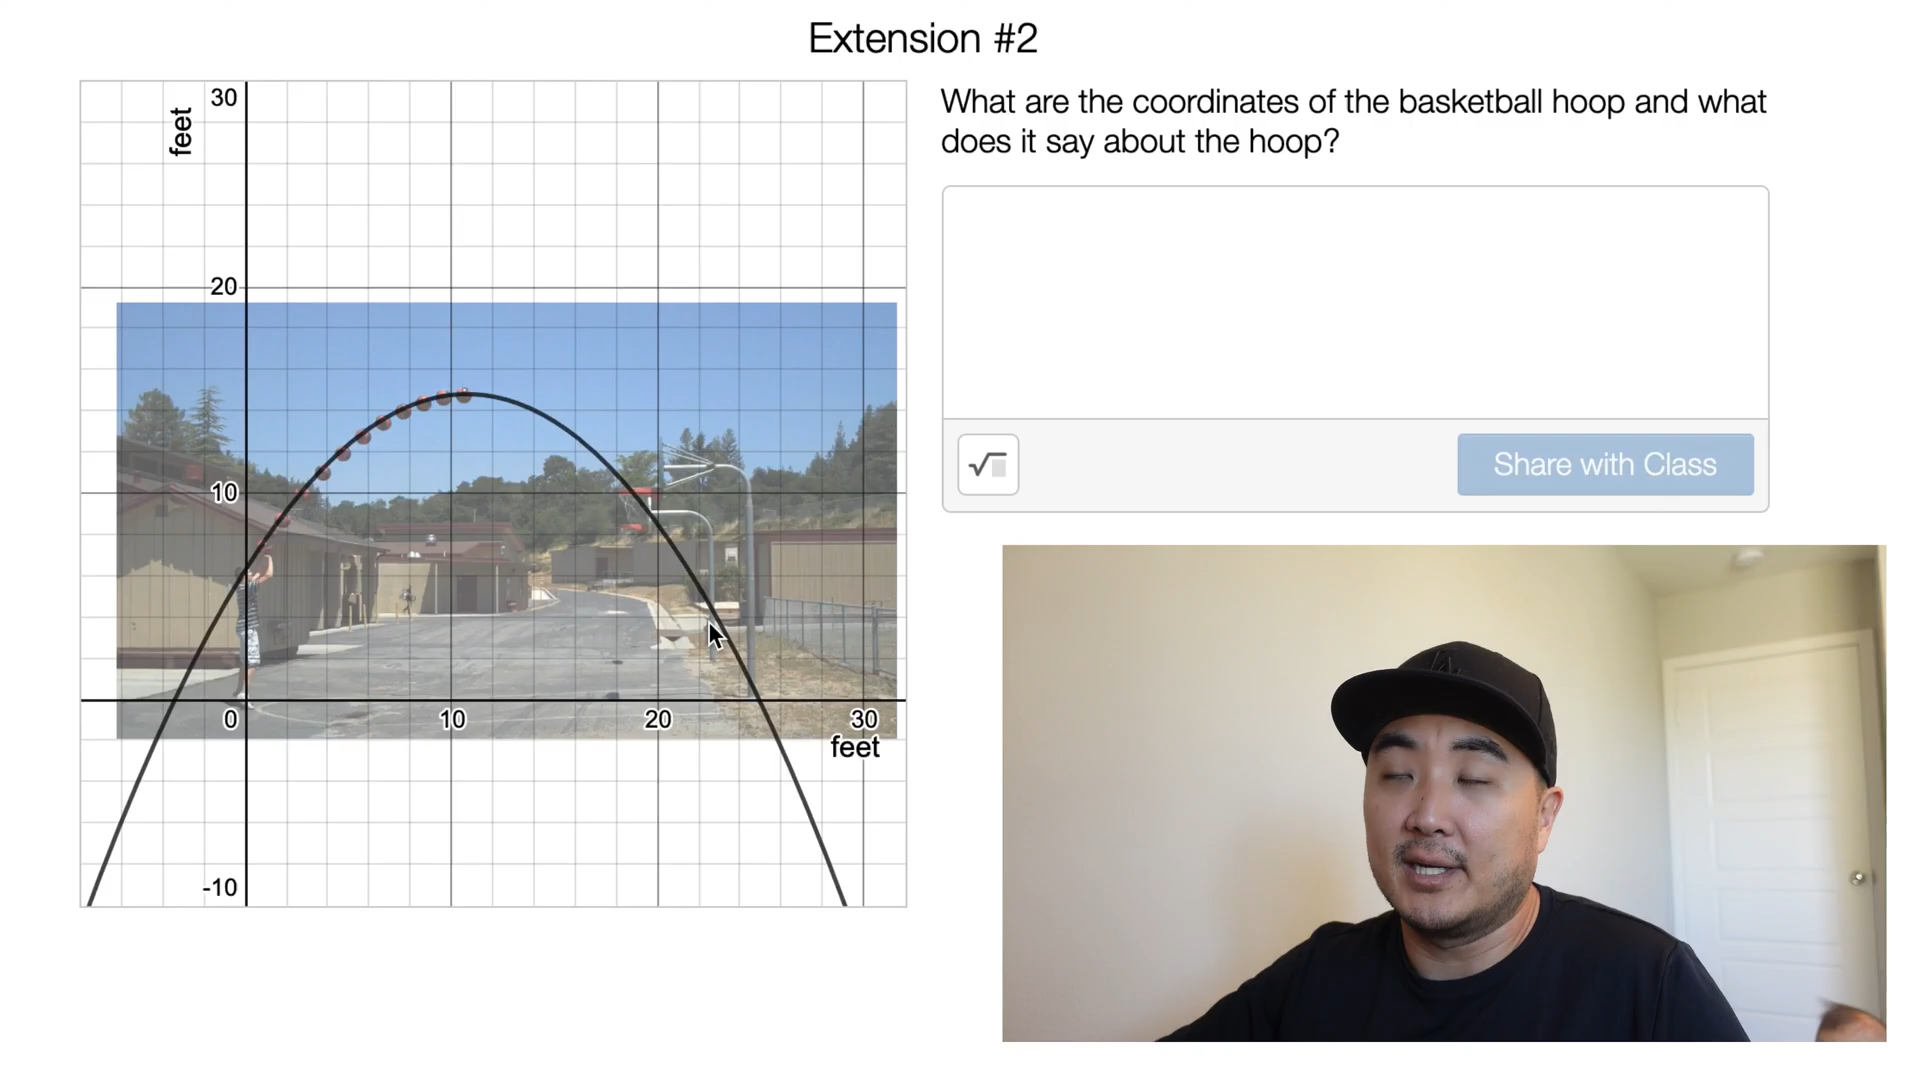 Extension #2
What are the coordinates of the basketball hoop and what
does it say about the hoop?
√
Share with Class
feet
30
20
10
0
10
20
30
feet
-10